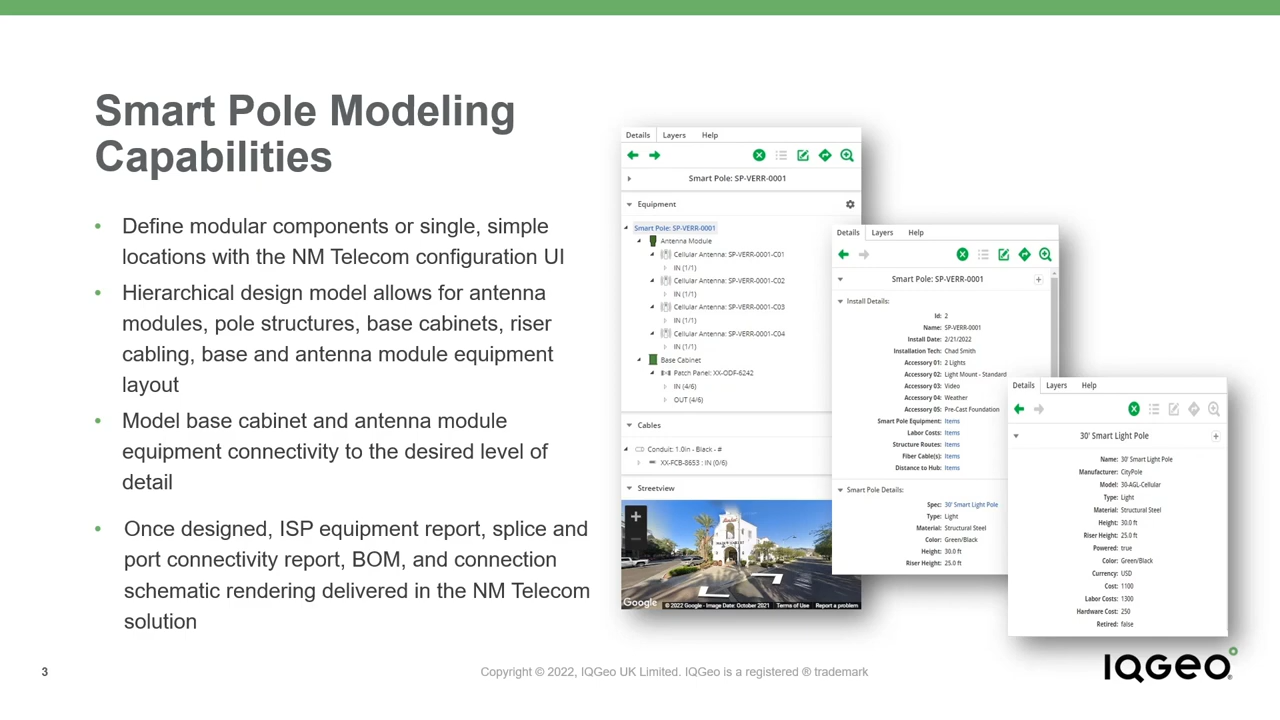 Smart Pole Modeling
Capabilities
• Define modular components or single, simple
locations with the NM Telecom configuration UI
• Hierarchical design model allows for antenna
modules, pole structures, base cabinets, riser
cabling, base and antenna module equipment
layout
• Model base cabinet and antenna module
equipment connectivity to the desired level of
detail
• Once designed, ISP equipment report, splice and
port connectivity report, BOM, and connection
schematic rendering delivered in the NM Telecom
solution
Details Layers Help
Smart Pole: SP-VERR-0001
Equipment
Smart Pole: SP-VERR-0001
Antenna Module
Cellular Antenna: SP-VERR-0001-C01
IN (1/1)
Cellular Antenna: SP-VERR-0001-C02
IN (1/1)
Cellular Antenna: SP-VERR-0001-C03
IN (1/1)
Cellular Antenna: SP-VERR-0001-C04
IN (1/1)
Base Cabinet
Patch Panel: XX-ODF-6242
IN (4/6)
OUT (4/6)
Cables
Conduit: 1.0in - Black - #
XX-FCB-8653 : IN (0/6)
Streetview
Google © 2022 Google - Image Date: October 2021 Terms of Use Report a problem
Details Layers Help
Smart Pole: SP-VERR-0001
Install Details:
Id: 2
Name: SP-VERR-0001
Install Date: 2/21/2022
Installation Tech: Chad Smith
Accessory 01: 2 Lights
Accessory 02: Light Mount - Standard
Accessory 03: Video
Accessory 04: Weather
Accessory 05: Pre-Cast Foundation
Smart Pole Equipment: Items
Labor Costs: Items
Structure Routes: Items
Fiber Cable(s): Items
Distance to Hub: Items
Smart Pole Details:
Spec: 30' Smart Light Pole
Type: Light
Material: Structural Steel
Color: Green/Black
Height: 30.0 ft
Riser Height: 25.0 ft
Details Layers Help
30' Smart Light Pole
Name: 30' Smart Light Pole
Manufacturer: CityPole
Model: 30-AGL-Cellular
Type: Light
Material: Structural Steel
Height: 30.0 ft
Riser Height: 25.0 ft
Powered: true
Color: Green/Black
Currency: USD
Cost: 1100
Labor Costs: 1300
Hardware Cost: 250
Retired: false
3
Copyright © 2022, IQGeo UK Limited. IQGeo is a registered ® trademark
IQGEO